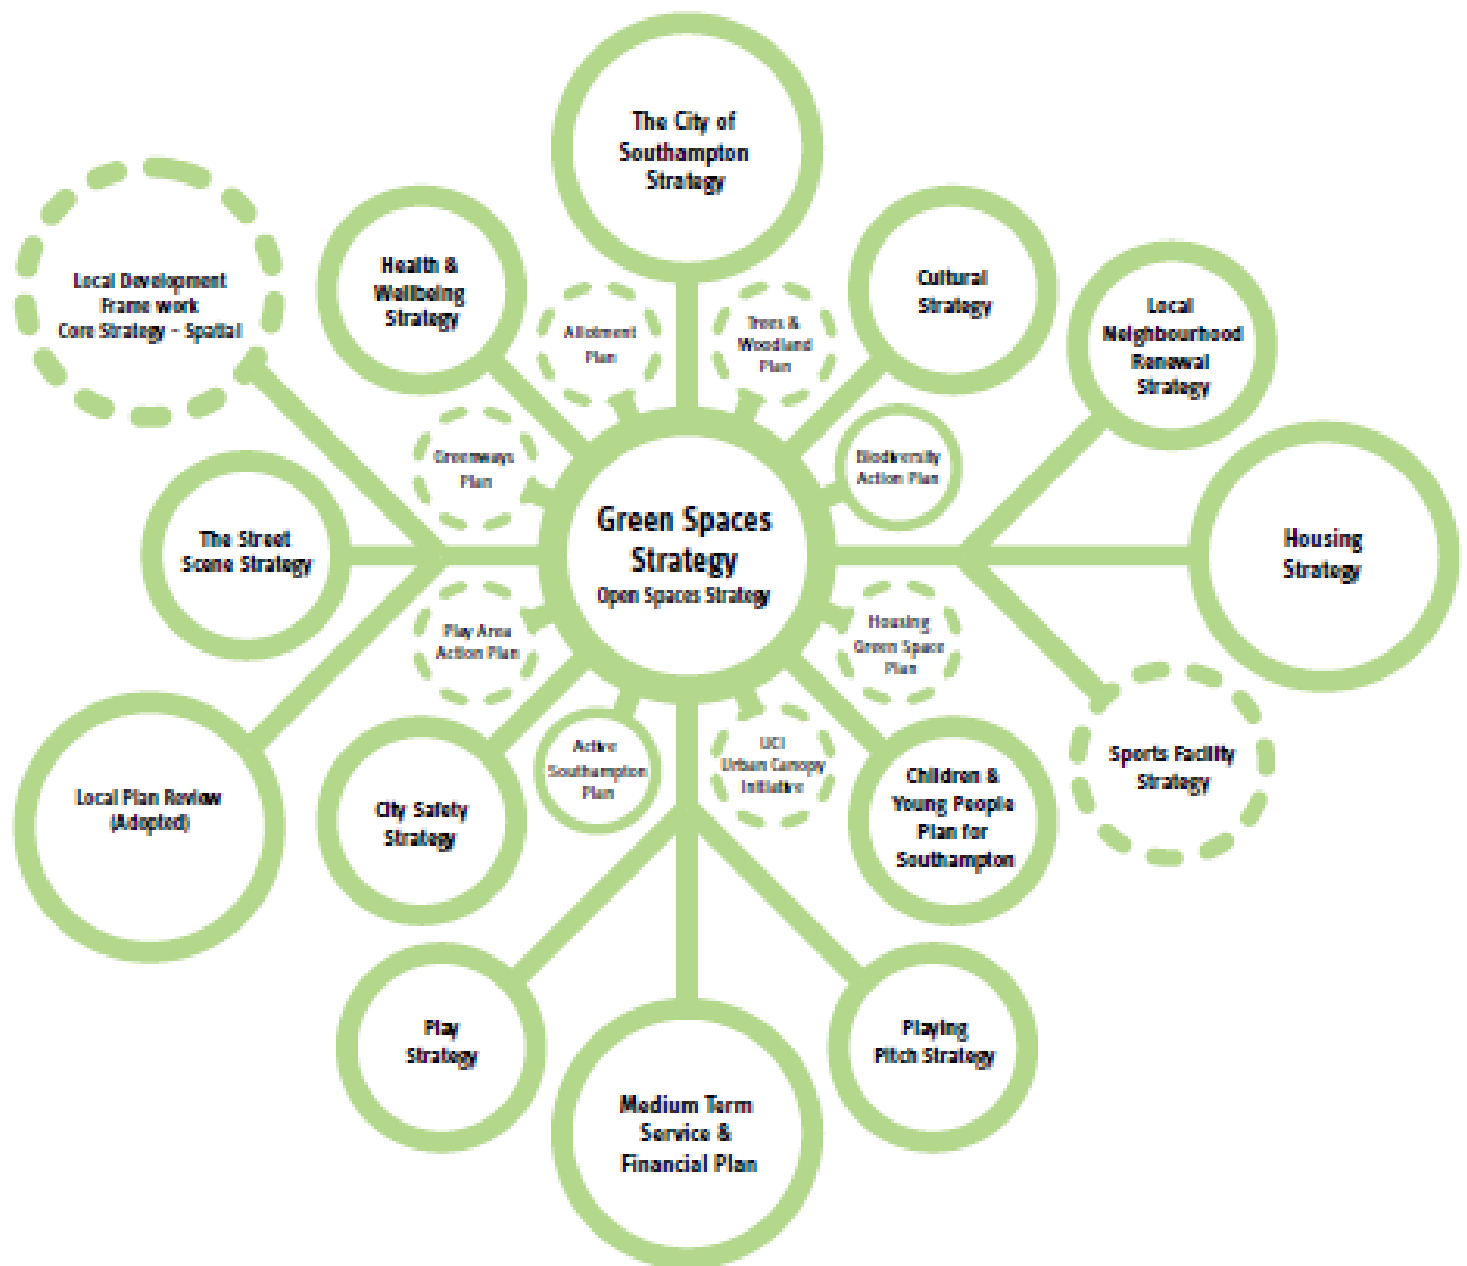 The City of
Southampton
Strategy
Local Development
Frame work
Core Strategy – Spatial
Health &
Wellbeing
Strategy
Allotment
Plan
Trees &
Woodland
Plan
Cultural
Strategy
Local
Neighbourhood
Renewal
Strategy
Greenways
Plan
Biodiversity
Action Plan
The Street
Scene Strategy
Green Spaces
Strategy
Open Spaces Strategy
Housing
Strategy
Play Area
Action Plan
Housing
Green Space
Plan
Local Plan Review
(Adopted)
City Safety
Strategy
Active
Southampton
Plan
UCI
Urban Canopy
Initiative
Children &
Young People
Plan for
Southampton
Sports Facility
Strategy
Play
Strategy
Medium Term
Service &
Financial Plan
Playing
Pitch Strategy